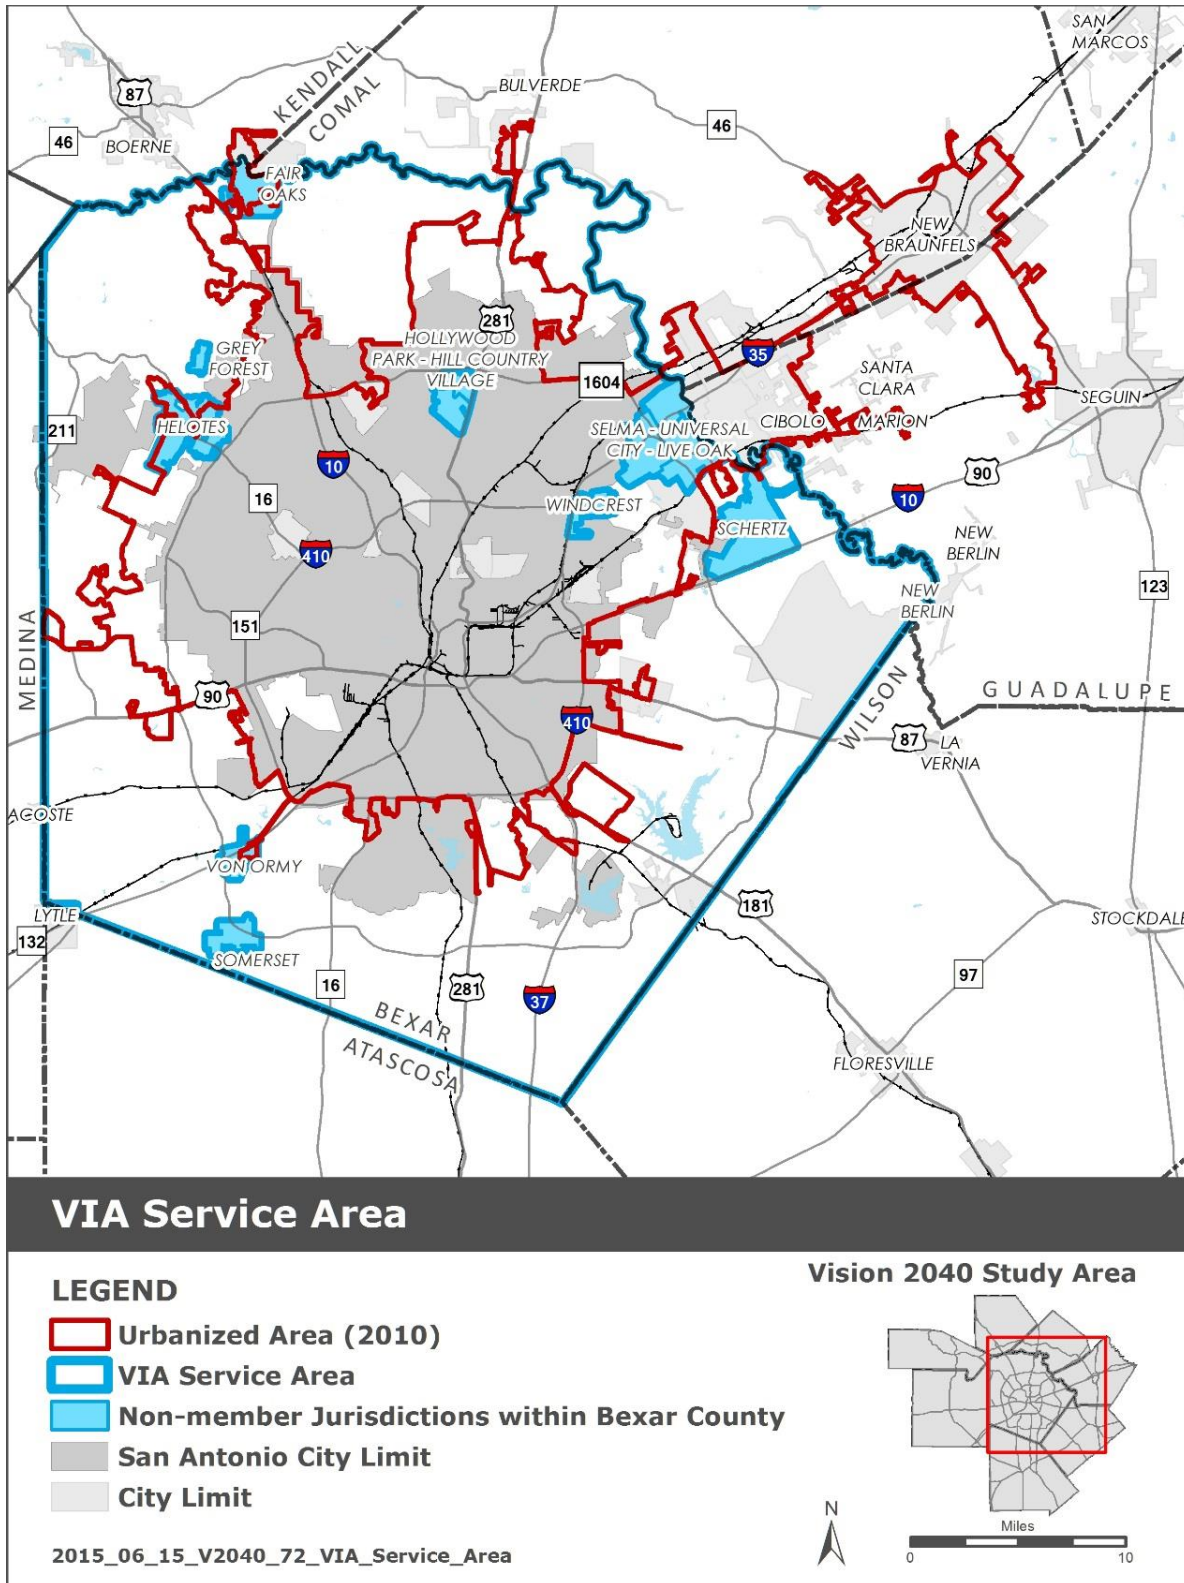 SAN
MARCOS
87
KENDALL
COMAL
BULVERDE
46
46
BOERNE
FAIR
OAKS
NEW
BRAUNFELS
281
HOLLYWOOD
PARK - HILL COUNTRY
VILLAGE
GREY
FOREST
35
1604
SANTA
CLARA
SEGUIN
211
HELOTES
CIBOLO
MARION
SELMA - UNIVERSAL
CITY - LIVE OAK
10
90
16
10
WINDCREST
SCHERTZ
410
NEW
BERLIN
NEW
BERLIN
123
151
MEDINA
90
WILSON
GUADALUPE
410
87
LA
VERNIA
ACOSTE
VON ORMY
LYTLE
181
STOCKDALE
132
SOMERSET
16
281
37
97
BEXAR
ATASCOSA
FLORESVILLE
VIA Service Area
LEGEND
Vision 2040 Study Area
Urbanized Area (2010)
VIA Service Area
Non-member Jurisdictions within Bexar County
San Antonio City Limit
City Limit
N
Miles
0 10
2015_06_15_V2040_72_VIA_Service_Area